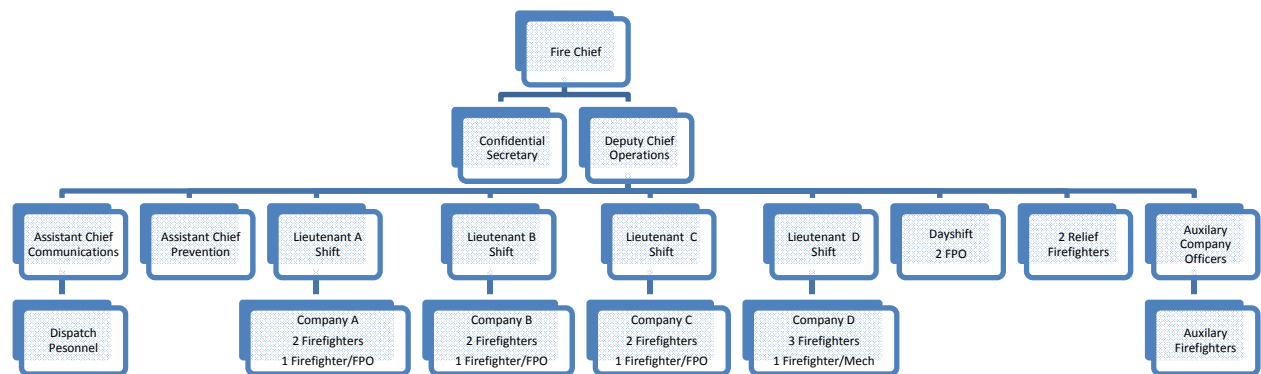 Fire Chief
Confidential
Secretary
Deputy Chief
Operations
Assistant Chief
Communications
Assistant Chief
Prevention
Lieutenant A
Shift
Lieutenant B
Shift
Lieutenant C
Shift
Lieutenant D
Shift
Dayshift
2 FPO
2 Relief
Firefighters
Auxilary
Company
Officers
Dispatch
Pesonnel
Company A
2 Firefighters
1 Firefighter/FPO
Company B
2 Firefighters
1 Firefighter/FPO
Company C
2 Firefighters
1 Firefighter/FPO
Company D
3 Firefighters
1 Firefighter/Mech
Auxilary
Firefighters